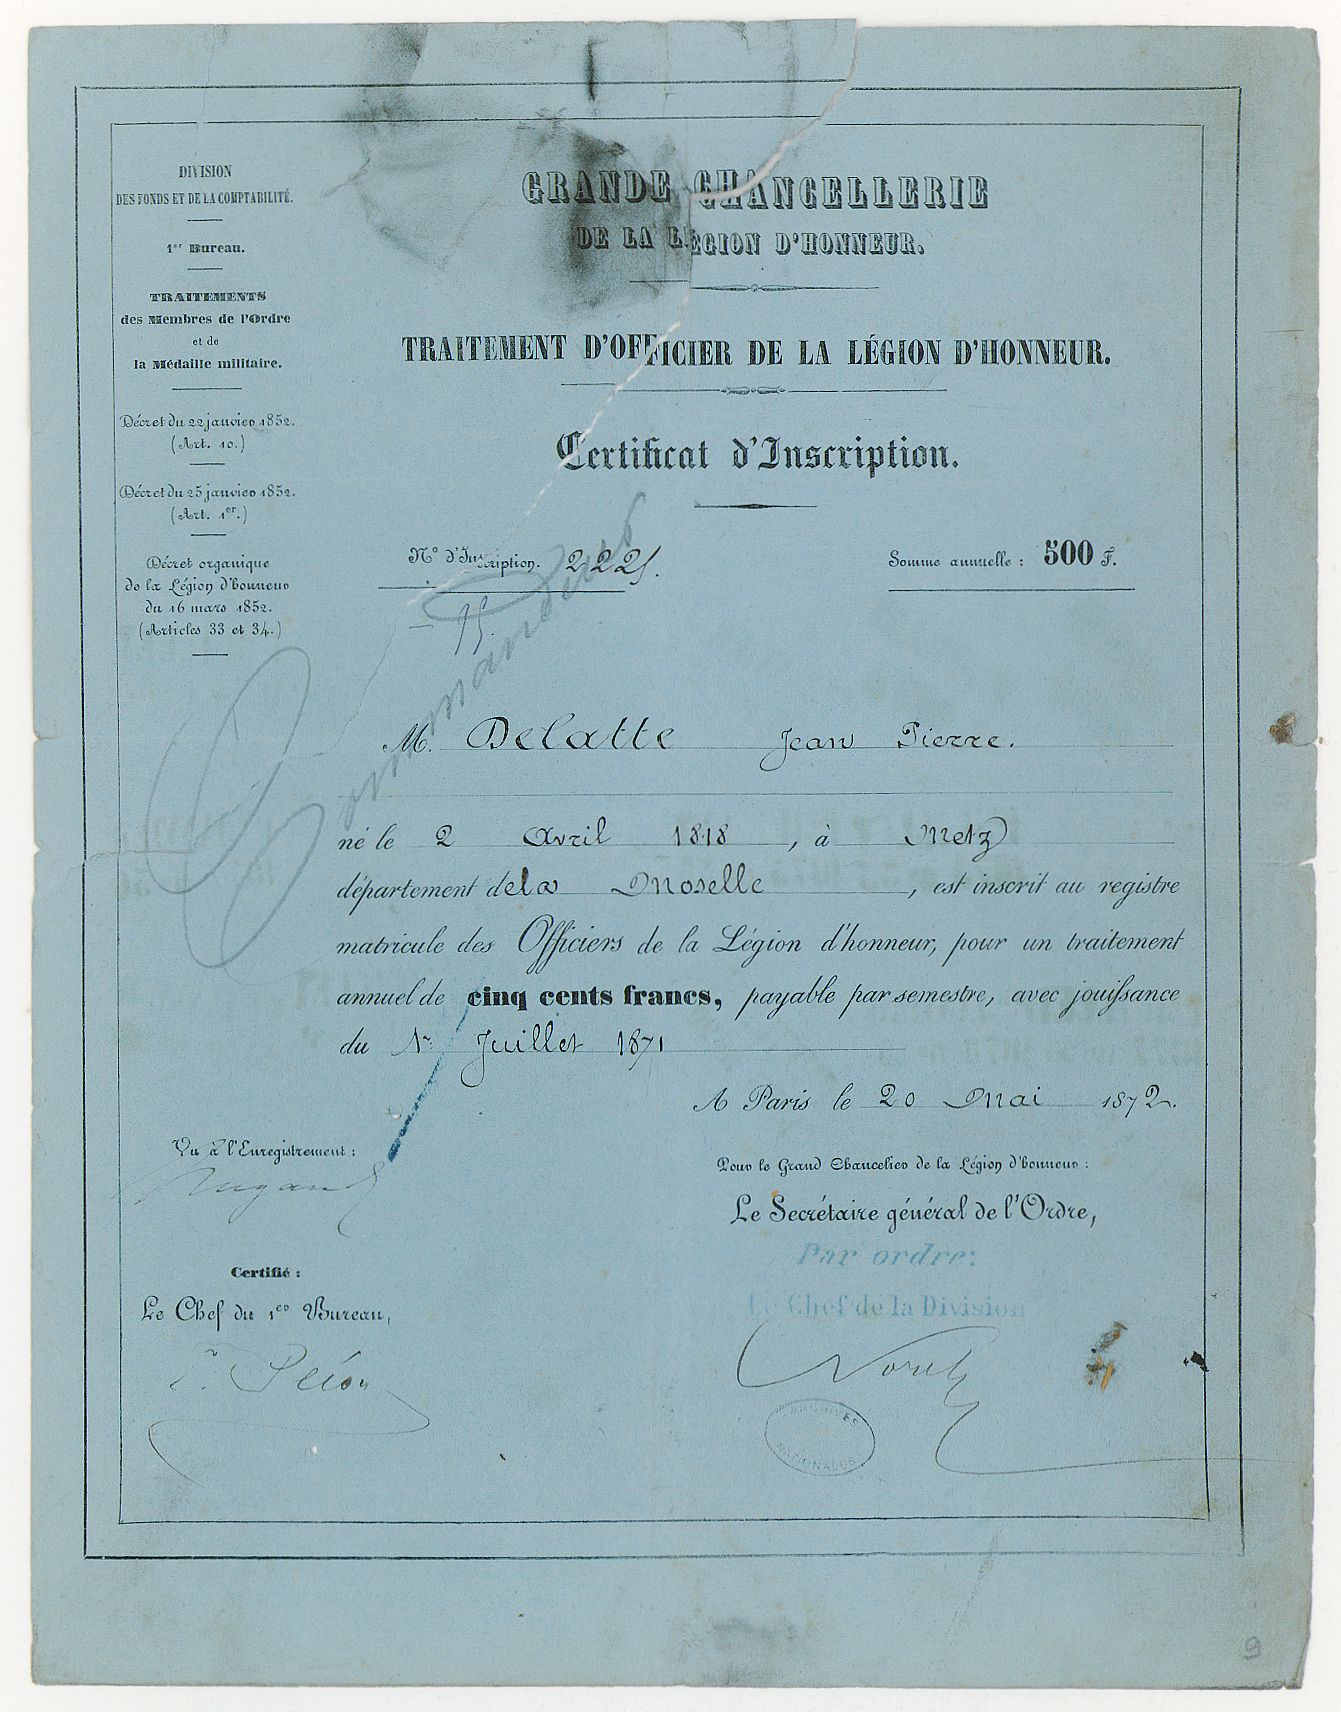 DIVISION
DES FONDS ET DE LA COMPTABILITÉ.
1er Bureau.
TRAITEMENTS
des Membres de l'Ordre
et de
la Médaille militaire.
Décret du 22 janvier 1852.
(Art. 10.)
Décret du 25 janvier 1852.
(Art. 1er.)
Décret organique
de la Légion d'honneur
du 16 mars 1852.
(Articles 33 et 34.)
GRANDE CHANCELLERIE
DE LA LÉGION D'HONNEUR.
TRAITEMENT D'OFFICIER DE LA LÉGION D'HONNEUR.
Certificat d'Inscription.
No d'Inscription. 2225. Somme annuelle : 500 F.
75.
Commandeur
M. Delatte Jean Pierre.
né le 2 Avril 1818, à Metz
département de la Moselle, est inscrit au registre
matricule des Officiers de la Légion d'honneur, pour un traitement
annuel de cinq cents francs, payable par semestre, avec jouissance
du 1r Juillet 1871
A Paris le 20 Mai 1872.
Vu à l'Enregistrement :
Pour le Grand Chancelier de la Légion d'honneur :
Le Secrétaire général de l'Ordre,
Par ordre:
Le Chef de la Division
Certifié :
Le Chef du 1er Bureau,
ARCHIVES
NATIONALES
9